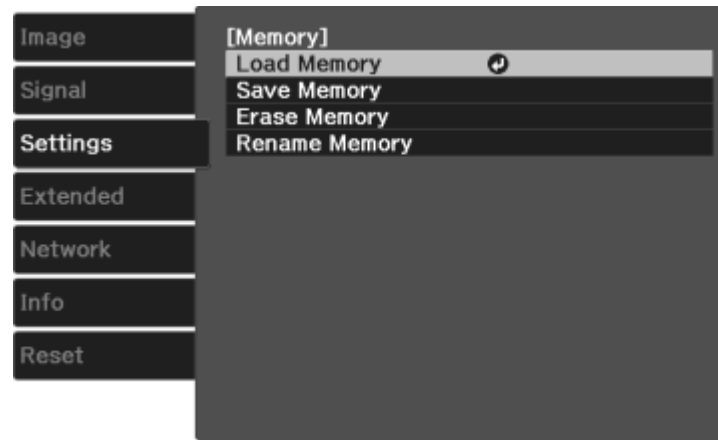 Image
Signal
Settings
Extended
Network
Info
Reset
[Memory]
Load Memory
Save Memory
Erase Memory
Rename Memory